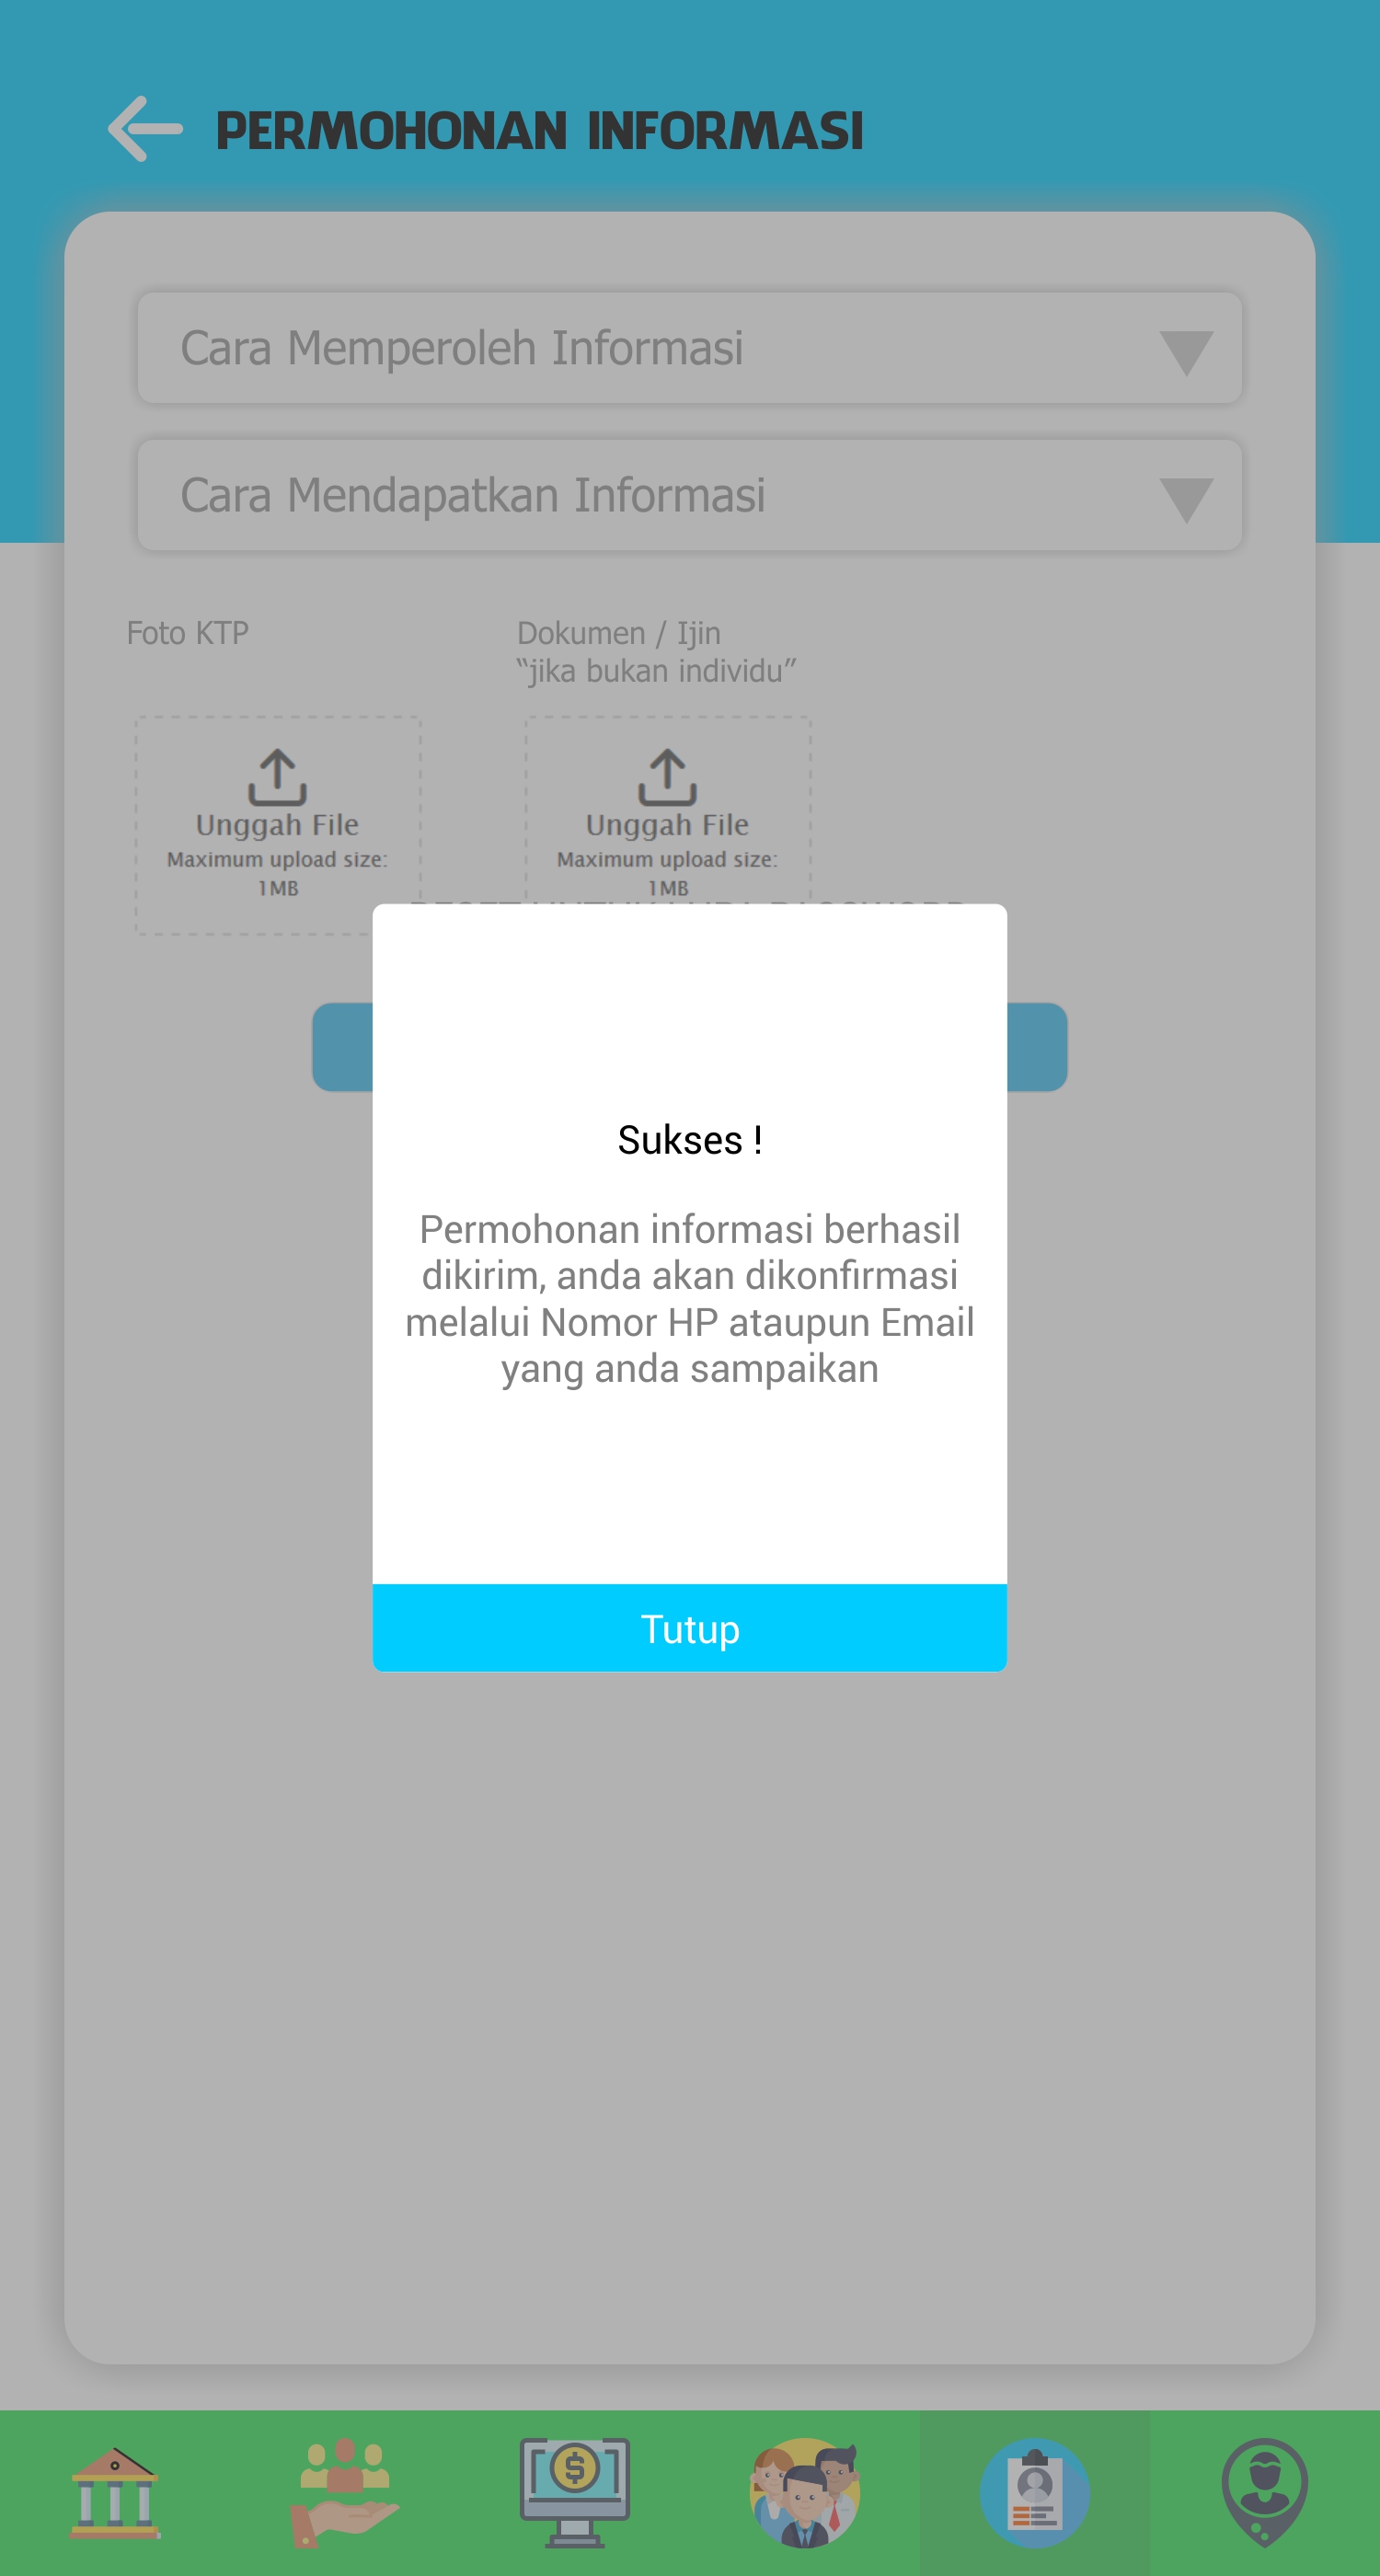 PERMOHONAN INFORMASI
Cara Memperoleh Informasi
Cara Mendapatkan Informasi
Foto KTP
Dokumen / Ijin
“jika bukan individu”
Unggah File
Maximum upload size:
1MB
Unggah File
Maximum upload size:
1MB
Sukses !
Permohonan informasi berhasil
dikirim, anda akan dikonfirmasi
melalui Nomor HP ataupun Email
yang anda sampaikan
Tutup